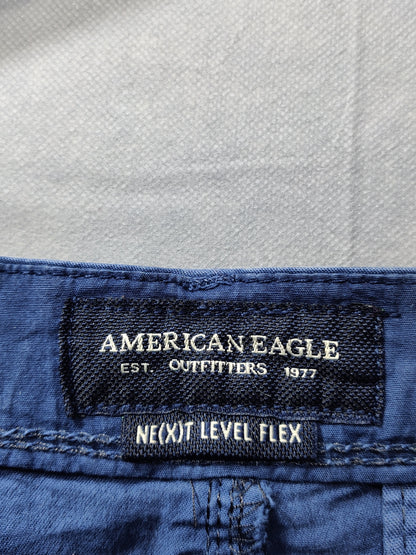 AMERICAN EAGLE
EST. OUTFITTERS 1977
NE(X)T LEVEL FLEX